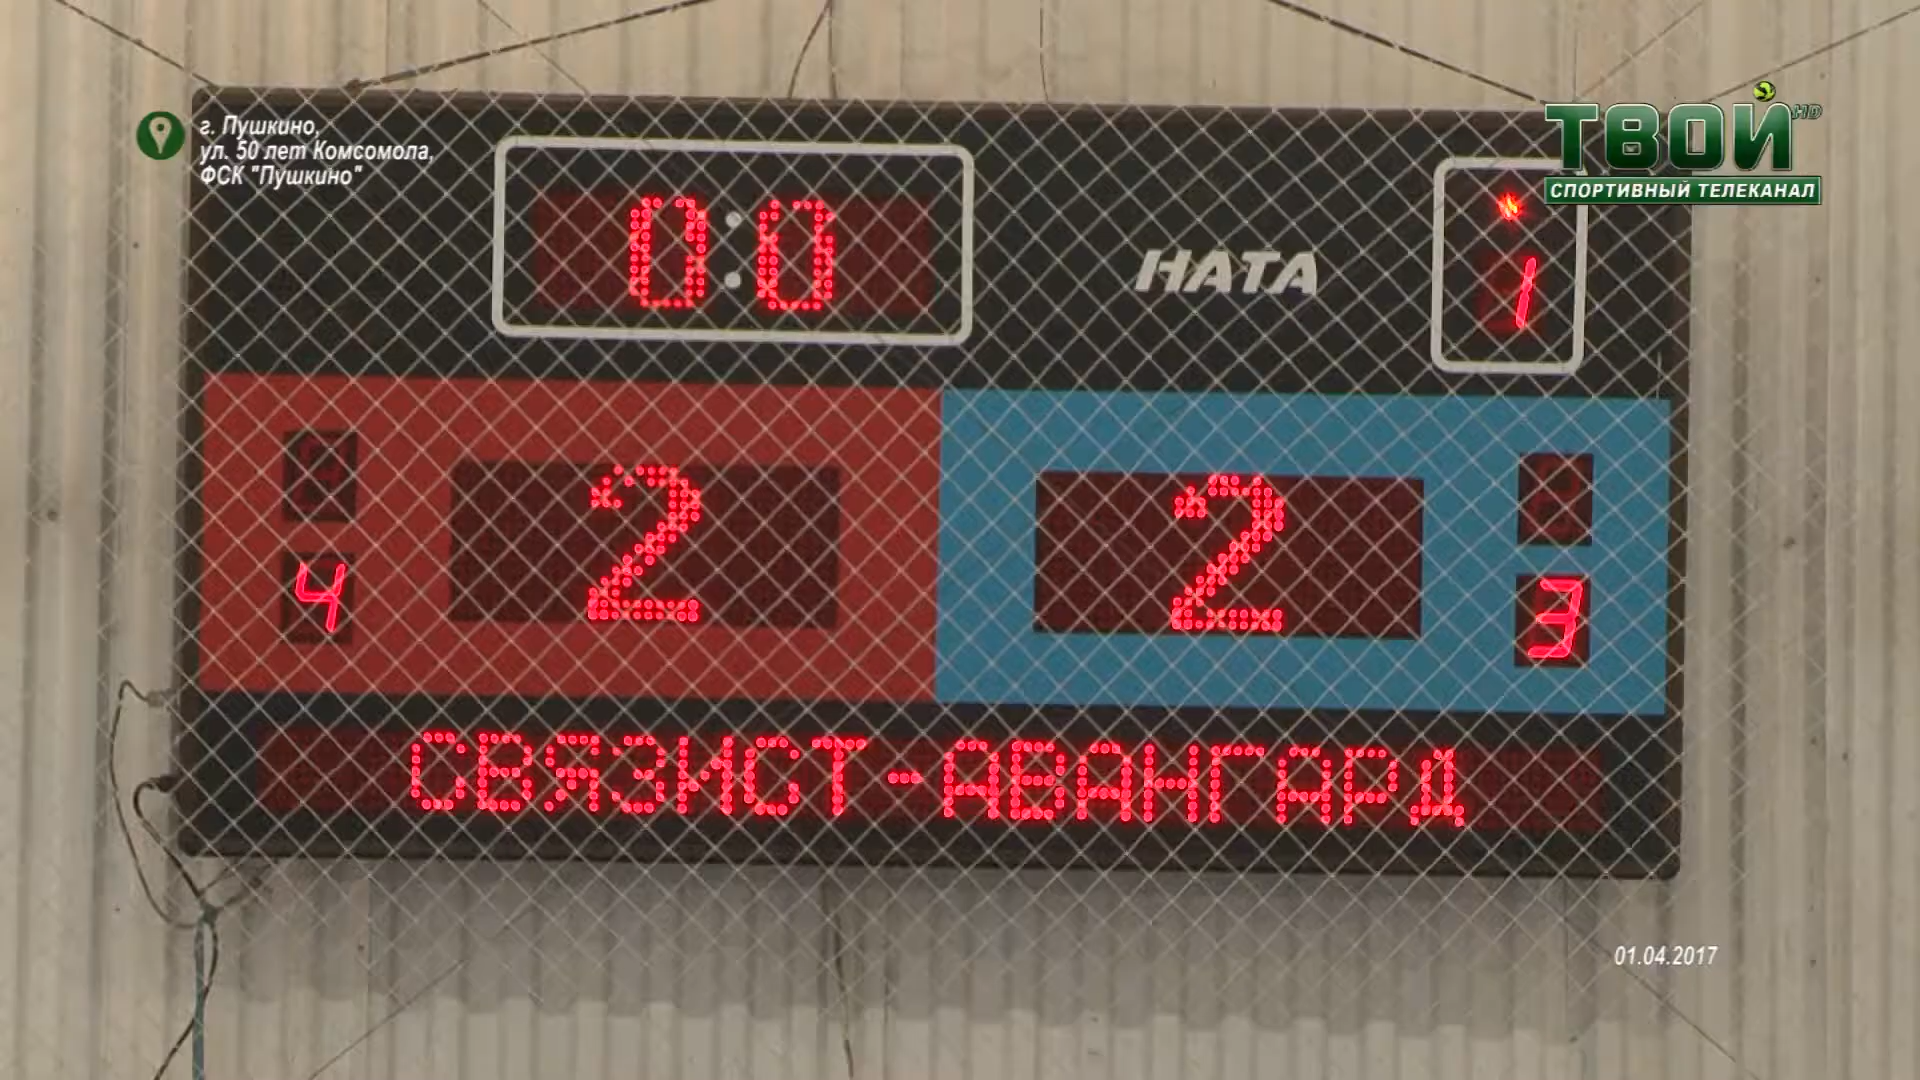 г. Пушкино,
ул. 50 лет Комсомола,
ФСК "Пушкино"
ТВОЙ HD
СПОРТИВНЫЙ ТЕЛЕКАНАЛ
0:0
НАТА
1
2
2
4
3
СВЯЗИСТ-АВАНГАРД
01.04.2017